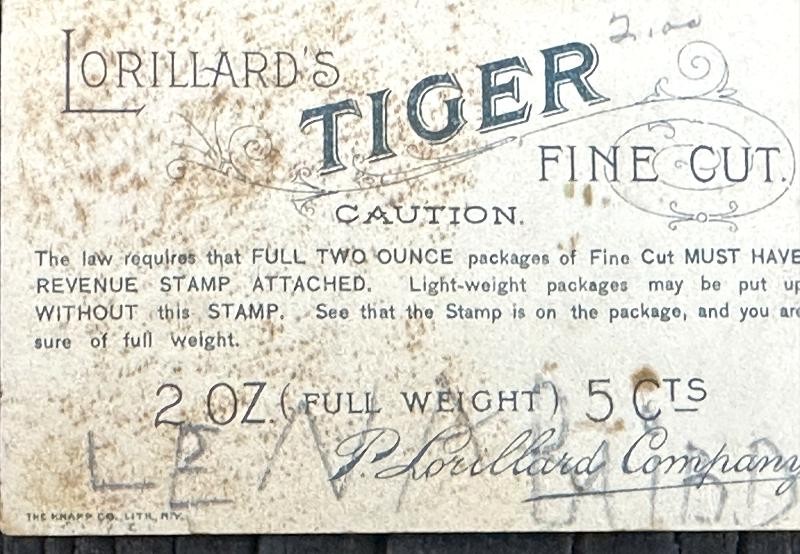 2.00
LORILLARD'S
TIGER
FINE CUT.
CAUTION.
The law requires that FULL TWO OUNCE packages of Fine Cut MUST HAVE
REVENUE STAMP ATTACHED. Light-weight packages may be put up
WITHOUT this STAMP. See that the Stamp is on the package, and you are
sure of full weight.
2 OZ. (FULL WEIGHT) 5 CTS
P. Lorillard Company
LENA
THE KNAPP CO. LITH, N.Y.